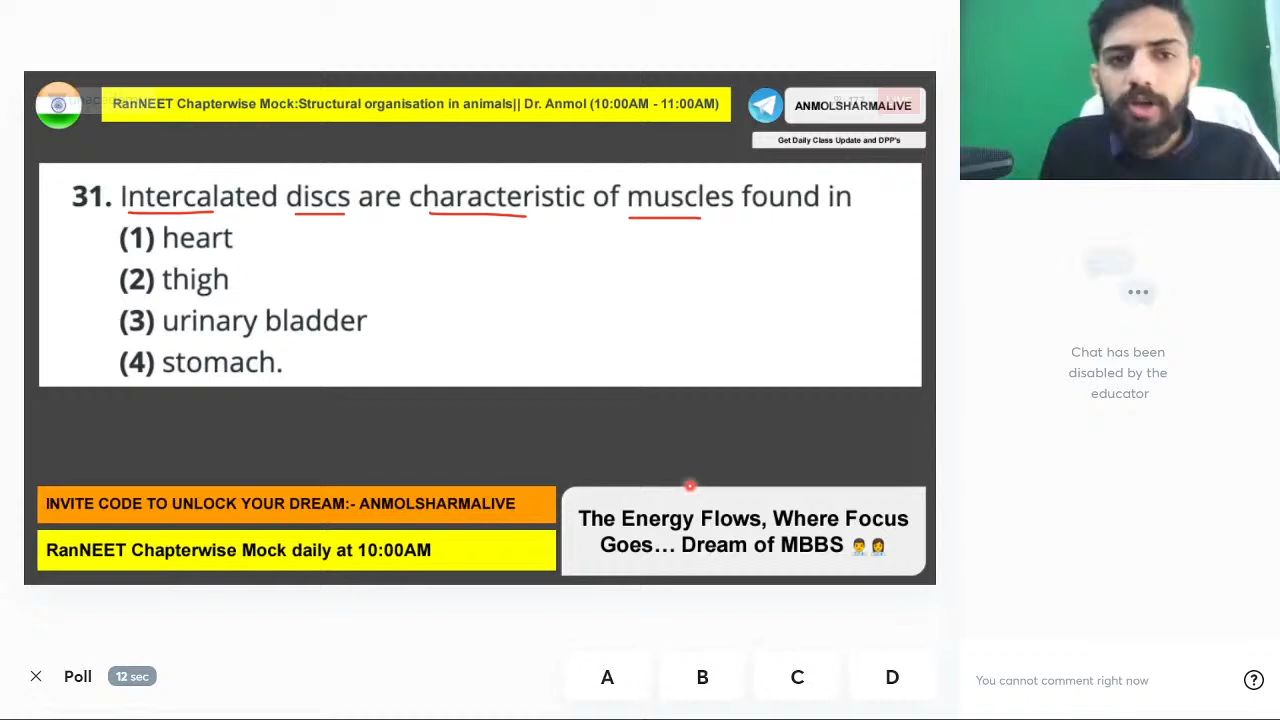 RanNEET Chapterwise Mock:Structural organisation in animals|| Dr. Anmol (10:00AM - 11:00AM)
ANMOLSHARMALIVE
Get Daily Class Update and DPP's
31. Intercalated discs are characteristic of muscles found in
(1) heart
(2) thigh
(3) urinary bladder
(4) stomach.
INVITE CODE TO UNLOCK YOUR DREAM:- ANMOLSHARMALIVE
RanNEET Chapterwise Mock daily at 10:00AM
The Energy Flows, Where Focus
Goes... Dream of MBBS
Chat has been
disabled by the
educator
Poll 12 sec A B C D
You cannot comment right now